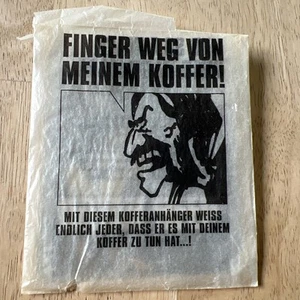 FINGER WEG VON
MEINEM KOFFER!
MIT DIESEM KOFFERANHÄNGER WEISS
ENDLICH JEDER, DASS ER ES MIT DEINEM
KOFFER ZU TUN HAT...!